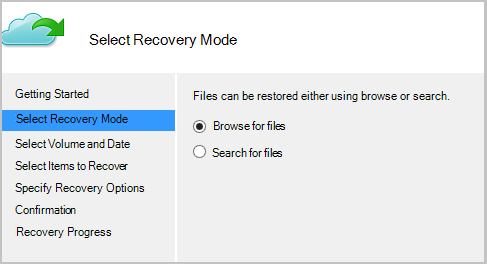 Select Recovery Mode
Getting Started
Select Recovery Mode
Select Volume and Date
Select Items to Recover
Specify Recovery Options
Confirmation
Recovery Progress
Files can be restored either using browse or search.
Browse for files
Search for files